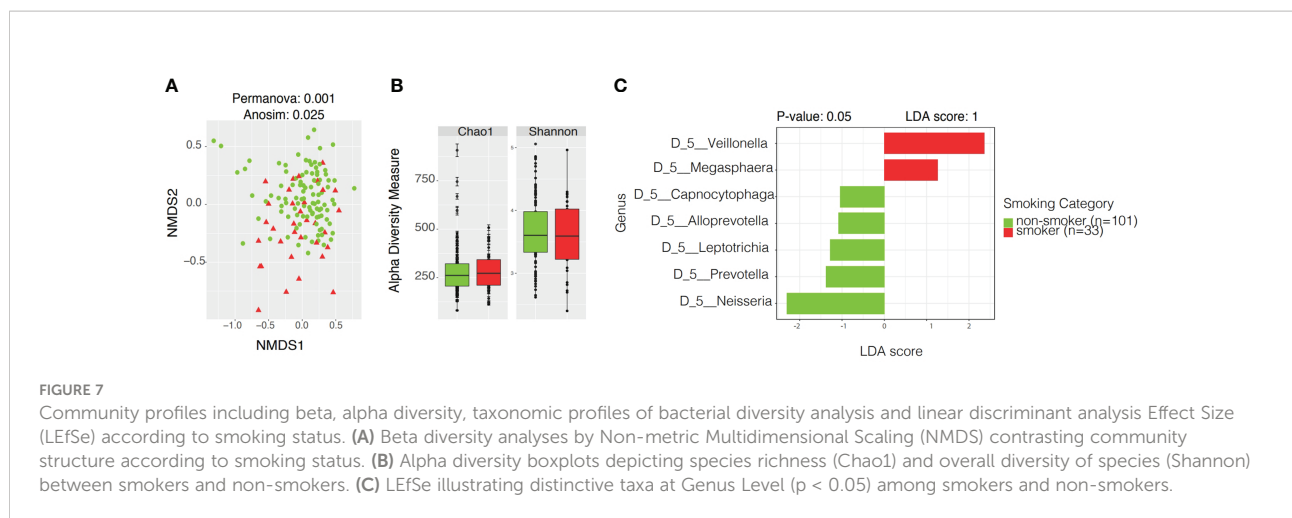 A
Permanova: 0.001
Anosim: 0.025
0.5
0.0
−0.5
−1.0
−0.5
0.0
0.5
NMDS2
NMDS1
B
Chao1
Shannon
Alpha Diversity Measure
750
500
250
C
P-value: 0.05
LDA score: 1
D_5__Veillonella
D_5__Megasphaera
D_5__Capnocytophaga
D_5__Alloprevotella
D_5__Leptotrichia
D_5__Prevotella
D_5__Neisseria
Genus
-2
-1
0
1
2
LDA score
Smoking Category
non-smoker (n=101)
smoker (n=33)
FIGURE 7
Community profiles including beta, alpha diversity, taxonomic profiles of bacterial diversity analysis and linear discriminant analysis Effect Size
(LEfSe) according to smoking status. (A) Beta diversity analyses by Non-metric Multidimensional Scaling (NMDS) contrasting community
structure according to smoking status. (B) Alpha diversity boxplots depicting species richness (Chao1) and overall diversity of species (Shannon)
between smokers and non-smokers. (C) LEfSe illustrating distinctive taxa at Genus Level (p < 0.05) among smokers and non-smokers.